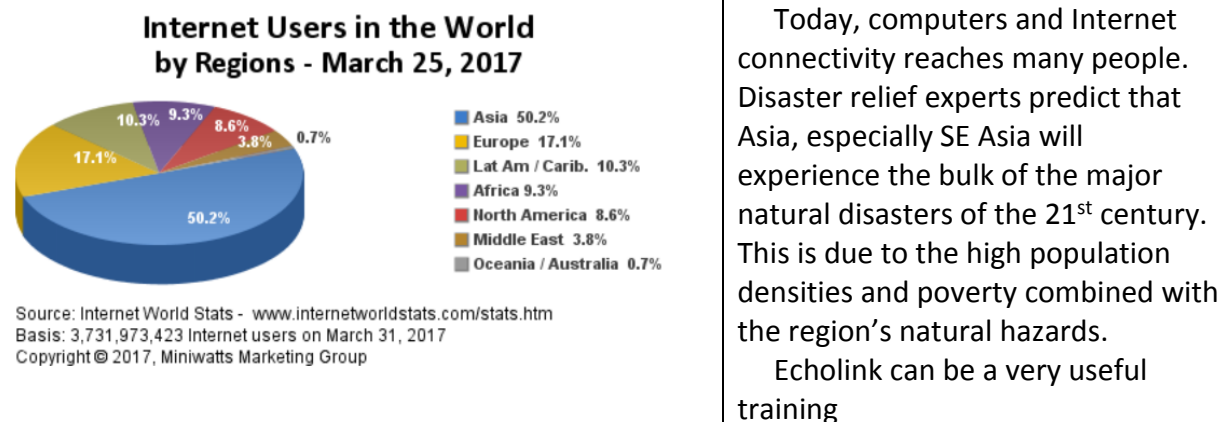 Internet Users in the World
by Regions - March 25, 2017
10.3%
9.3%
8.6%
3.8%
0.7%
17.1%
50.2%
Asia 50.2%
Europe 17.1%
Lat Am / Carib. 10.3%
Africa 9.3%
North America 8.6%
Middle East 3.8%
Oceania / Australia 0.7%
Source: Internet World Stats - www.internetworldstats.com/stats.htm
Basis: 3,731,973,423 Internet users on March 31, 2017
Copyright © 2017, Miniwatts Marketing Group
Today, computers and Internet
connectivity reaches many people.
Disaster relief experts predict that
Asia, especially SE Asia will
experience the bulk of the major
natural disasters of the 21st century.
This is due to the high population
densities and poverty combined with
the region’s natural hazards.
Echolink can be a very useful
training